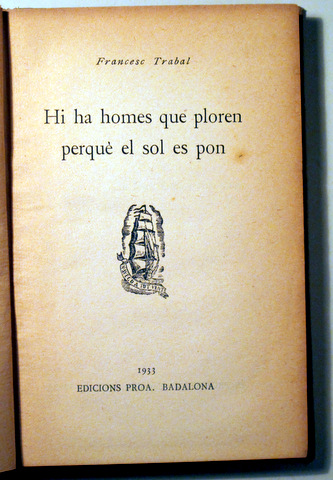 Francesc Trabal
Hi ha homes que ploren
perquè el sol es pon
1933
EDICIONS PROA. BADALONA